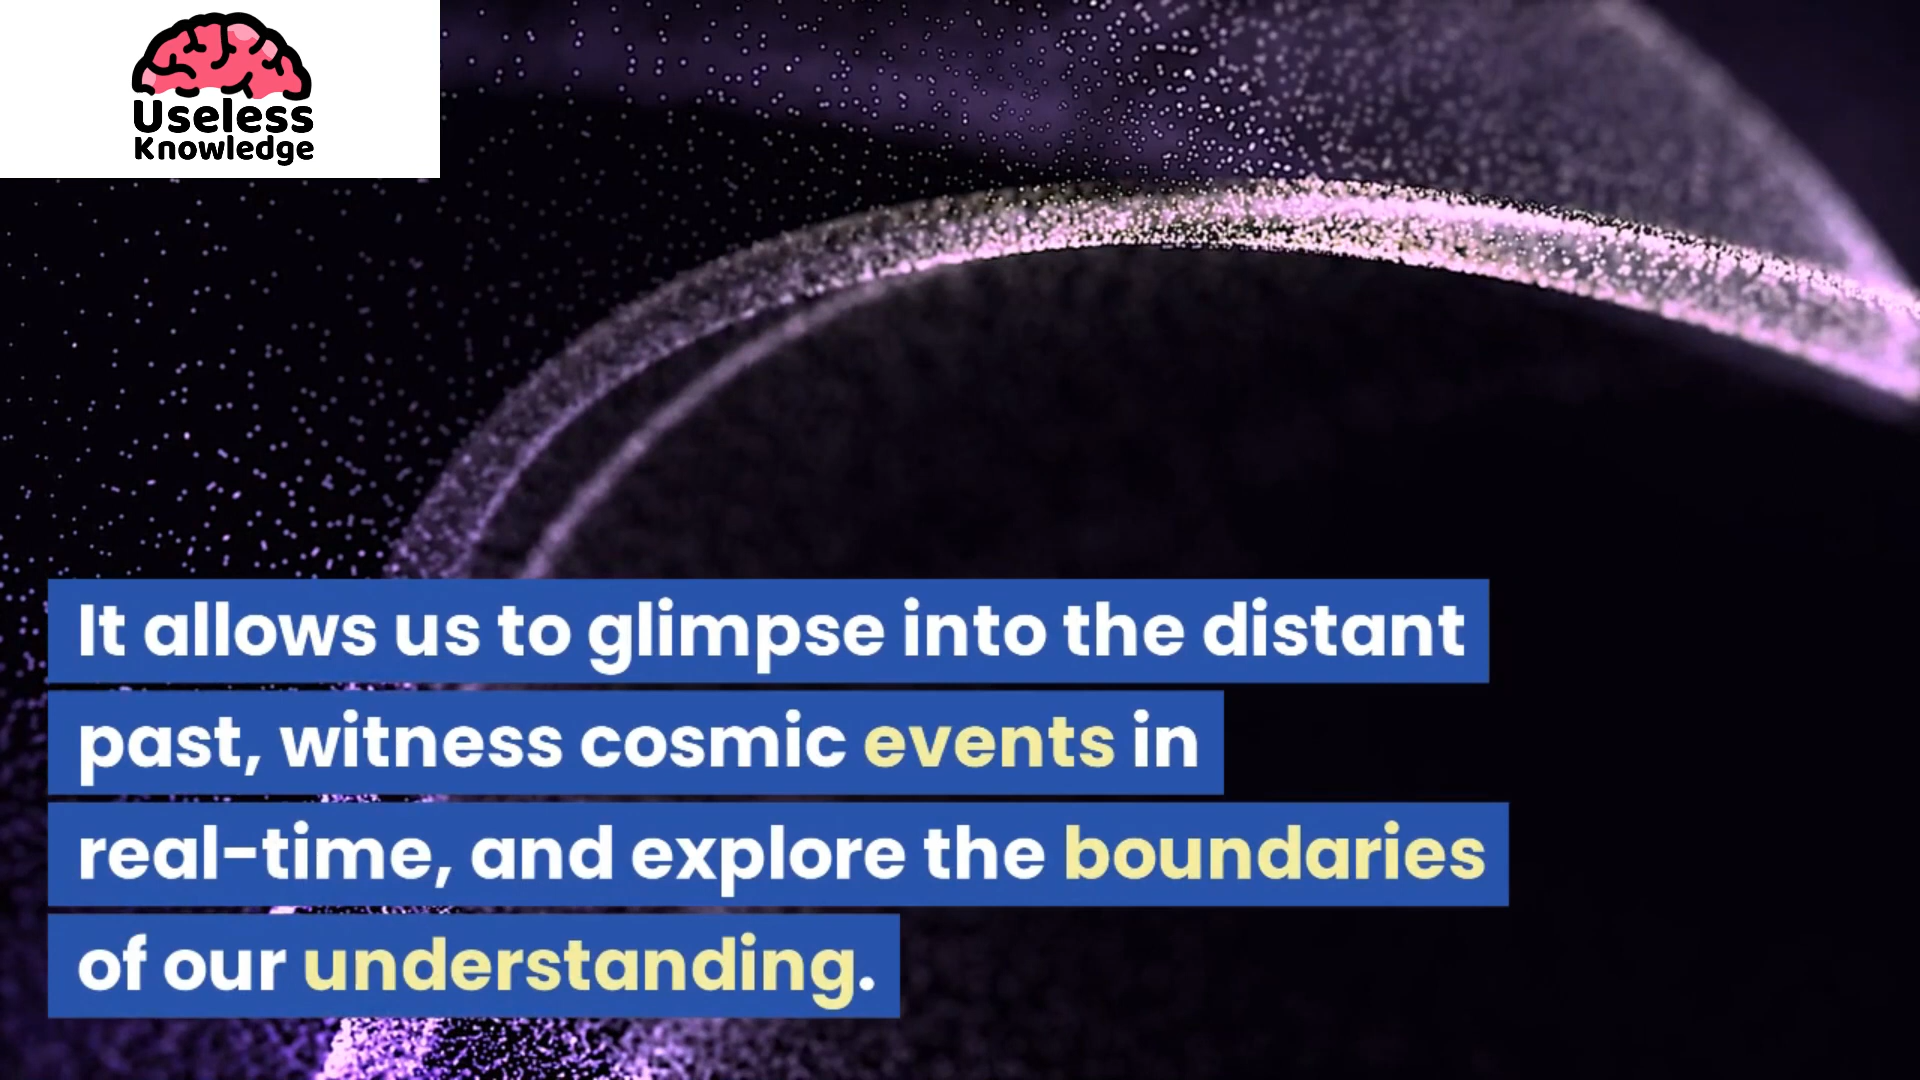 Useless
Knowledge
It allows us to glimpse into the distant
past, witness cosmic events in
real-time, and explore the boundaries
of our understanding.